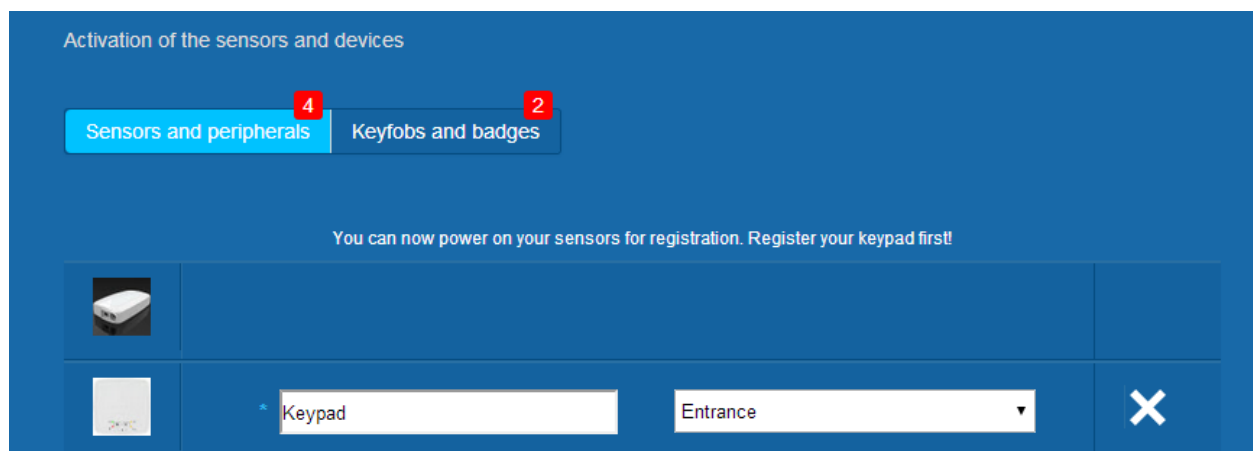 Activation of the sensors and devices
4
2
Sensors and peripherals
Keyfobs and badges
You can now power on your sensors for registration. Register your keypad first!
* Keypad
Entrance